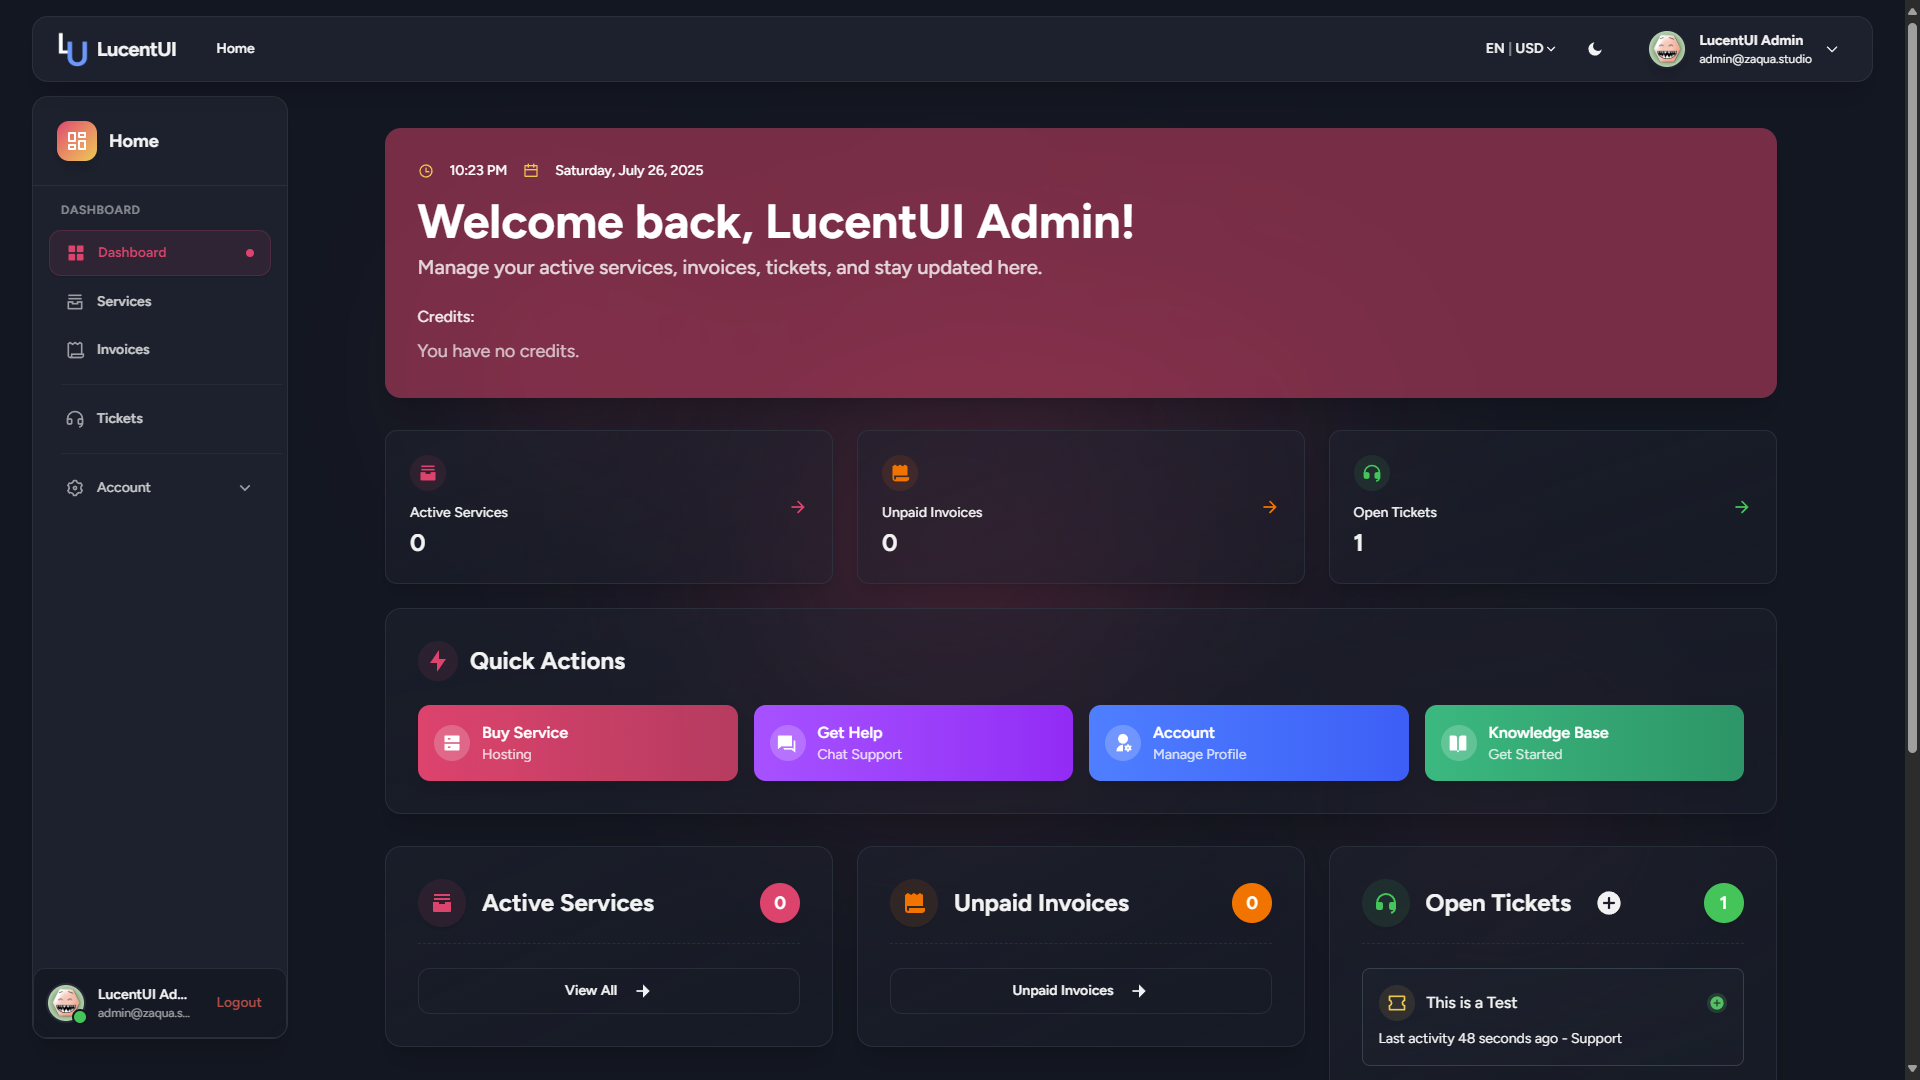 LucentUI
Home
EN | USD
LucentUI Admin
admin@zaqua.studio
Home
DASHBOARD
Dashboard
Services
Invoices
Tickets
Account
LucentUI Ad...
admin@zaqua.s...
Logout
10:23 PM
Saturday, July 26, 2025
Welcome back, LucentUI Admin!
Manage your active services, invoices, tickets, and stay updated here.
Credits:
You have no credits.
Active Services
0
Unpaid Invoices
0
Open Tickets
1
Quick Actions
Buy Service
Hosting
Get Help
Chat Support
Account
Manage Profile
Knowledge Base
Get Started
Active Services
0
View All
Unpaid Invoices
0
Unpaid Invoices
Open Tickets
1
This is a Test
Last activity 48 seconds ago - Support